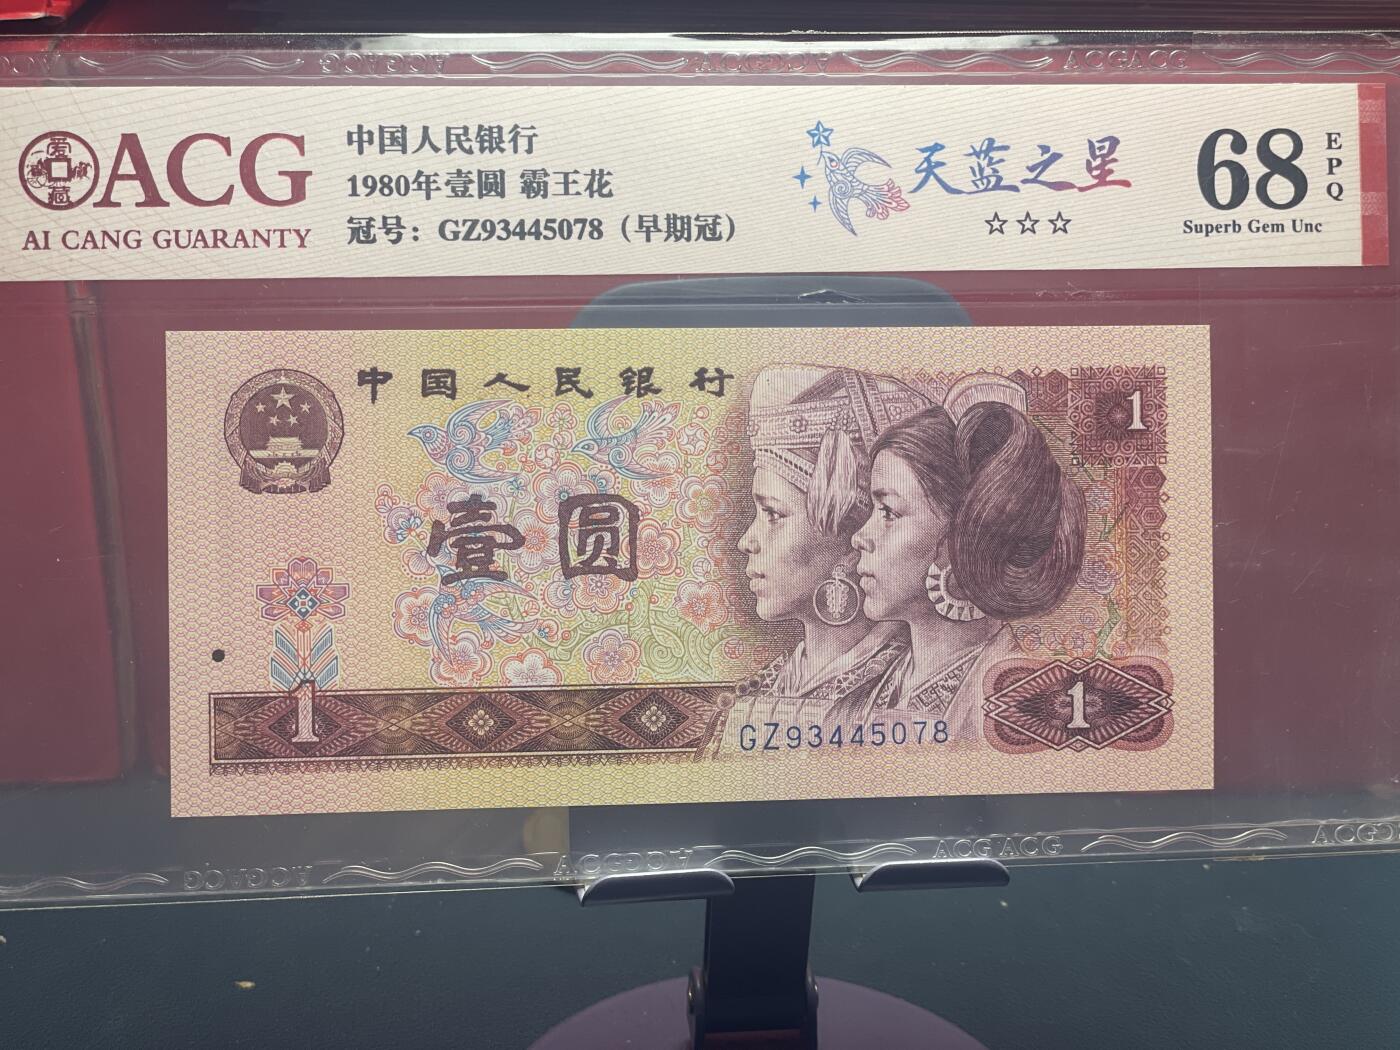 ACG
AI CANG GUARANTY
中国人民银行
1980年壹圆 霸王花
冠号：GZ93445078（早期冠）
天蓝之星
☆☆☆
68
EPQ
Superb Gem Unc
中国人民银行
1
壹圆
1
1
GZ93445078
ACGACG
ACGACG